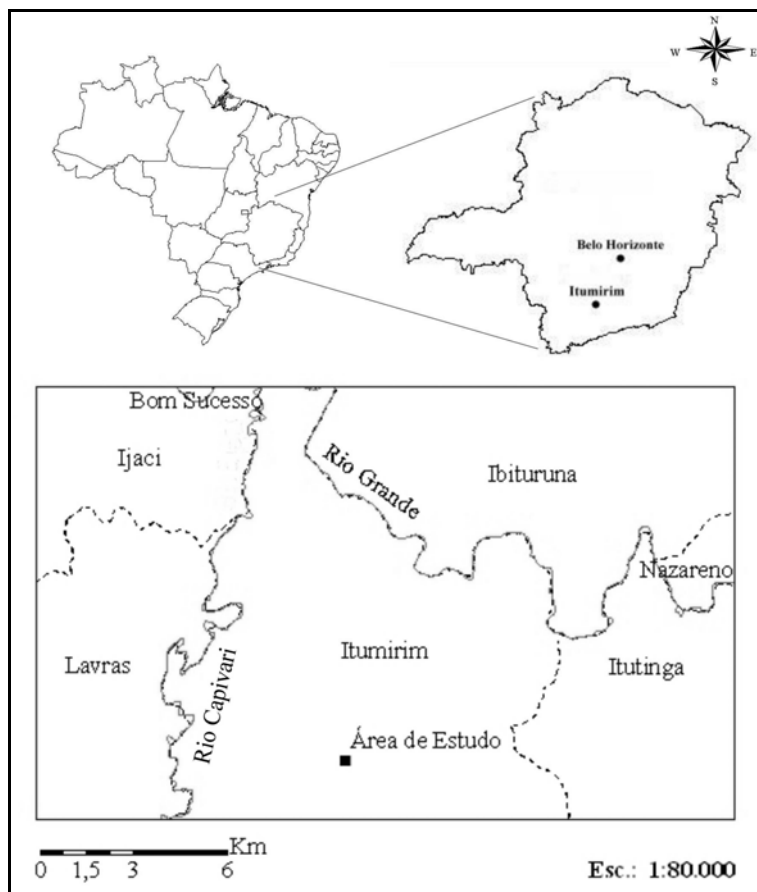 N
W E
S
Belo Horizonte
Itumirim
Bom Sucesso
Ijaci
Rio Grande
Ibituruna
Nazareno
Lavras
Rio Capivari
Itumirim
Itutinga
Área de Estudo
Km
0 1,5 3 6
Esc.: 1:80.000